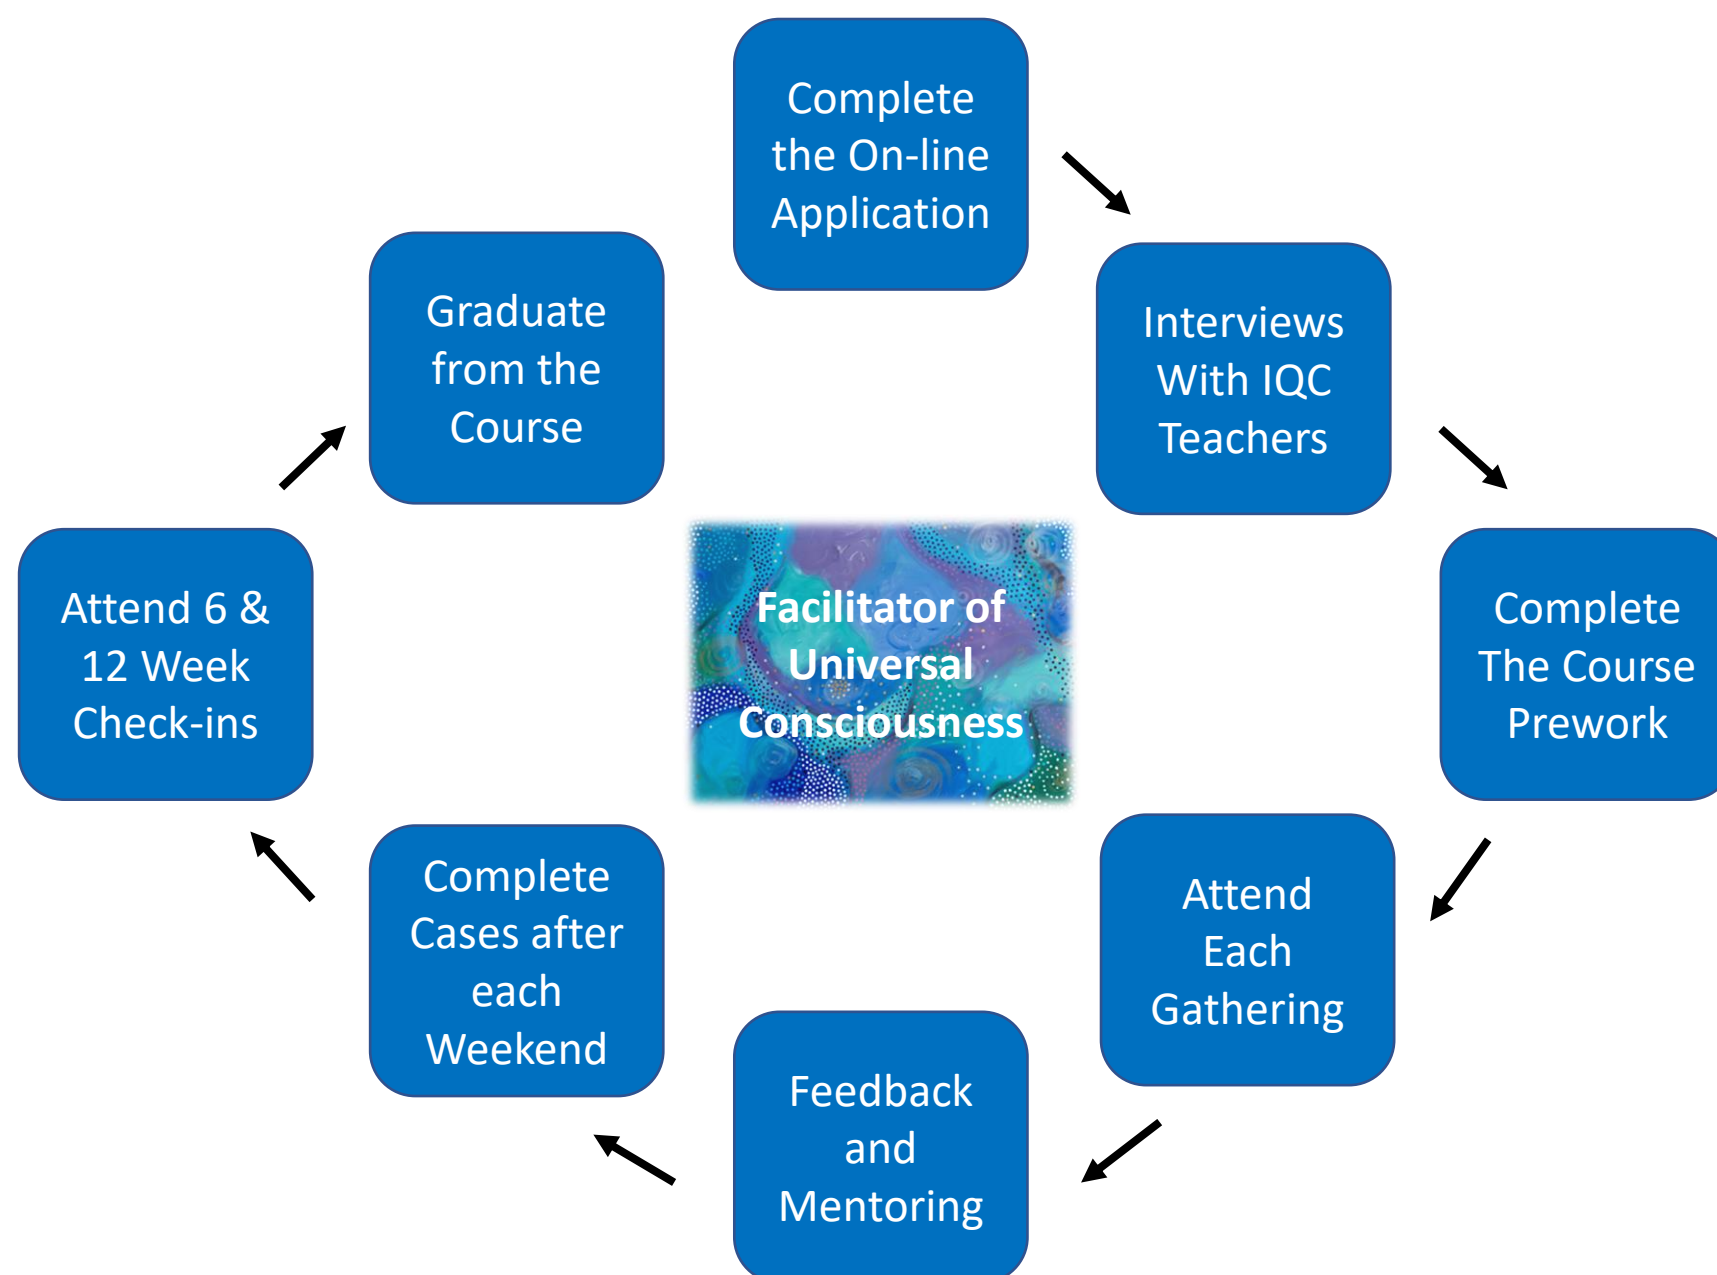 Complete
the On-line
Application
Interviews
With IQC
Teachers
Complete
The Course
Prework
Attend
Each
Gathering
Feedback
and
Mentoring
Complete
Cases after
each
Weekend
Attend 6 &
12 Week
Check-ins
Graduate
from the
Course
Facilitator of
Universal
Consciousness